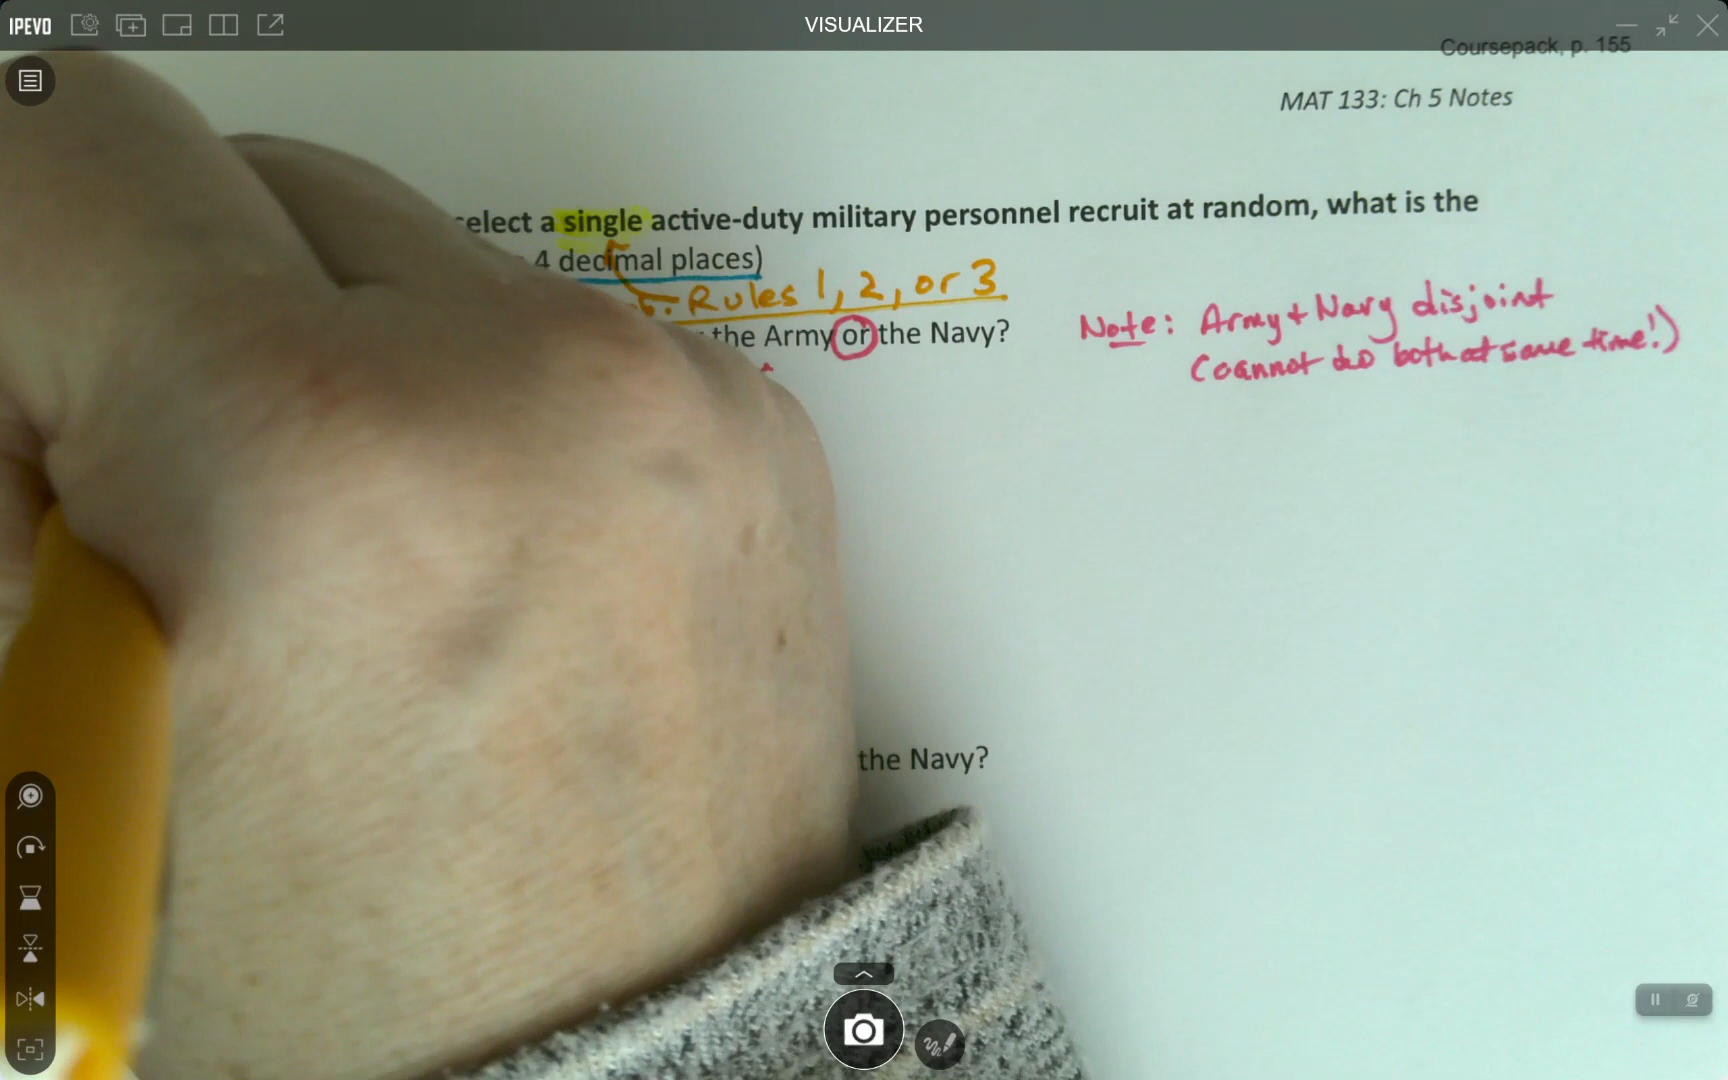 IPEVO
VISUALIZER
Coursepack, p. 155
MAT 133: Ch 5 Notes
select a single active-duty military personnel recruit at random, what is the
4 decimal places)
Rules 1, 2, or 3
the Army or the Navy?
Note: Army + Navy disjoint
(cannot do both at same time!)
the Navy?